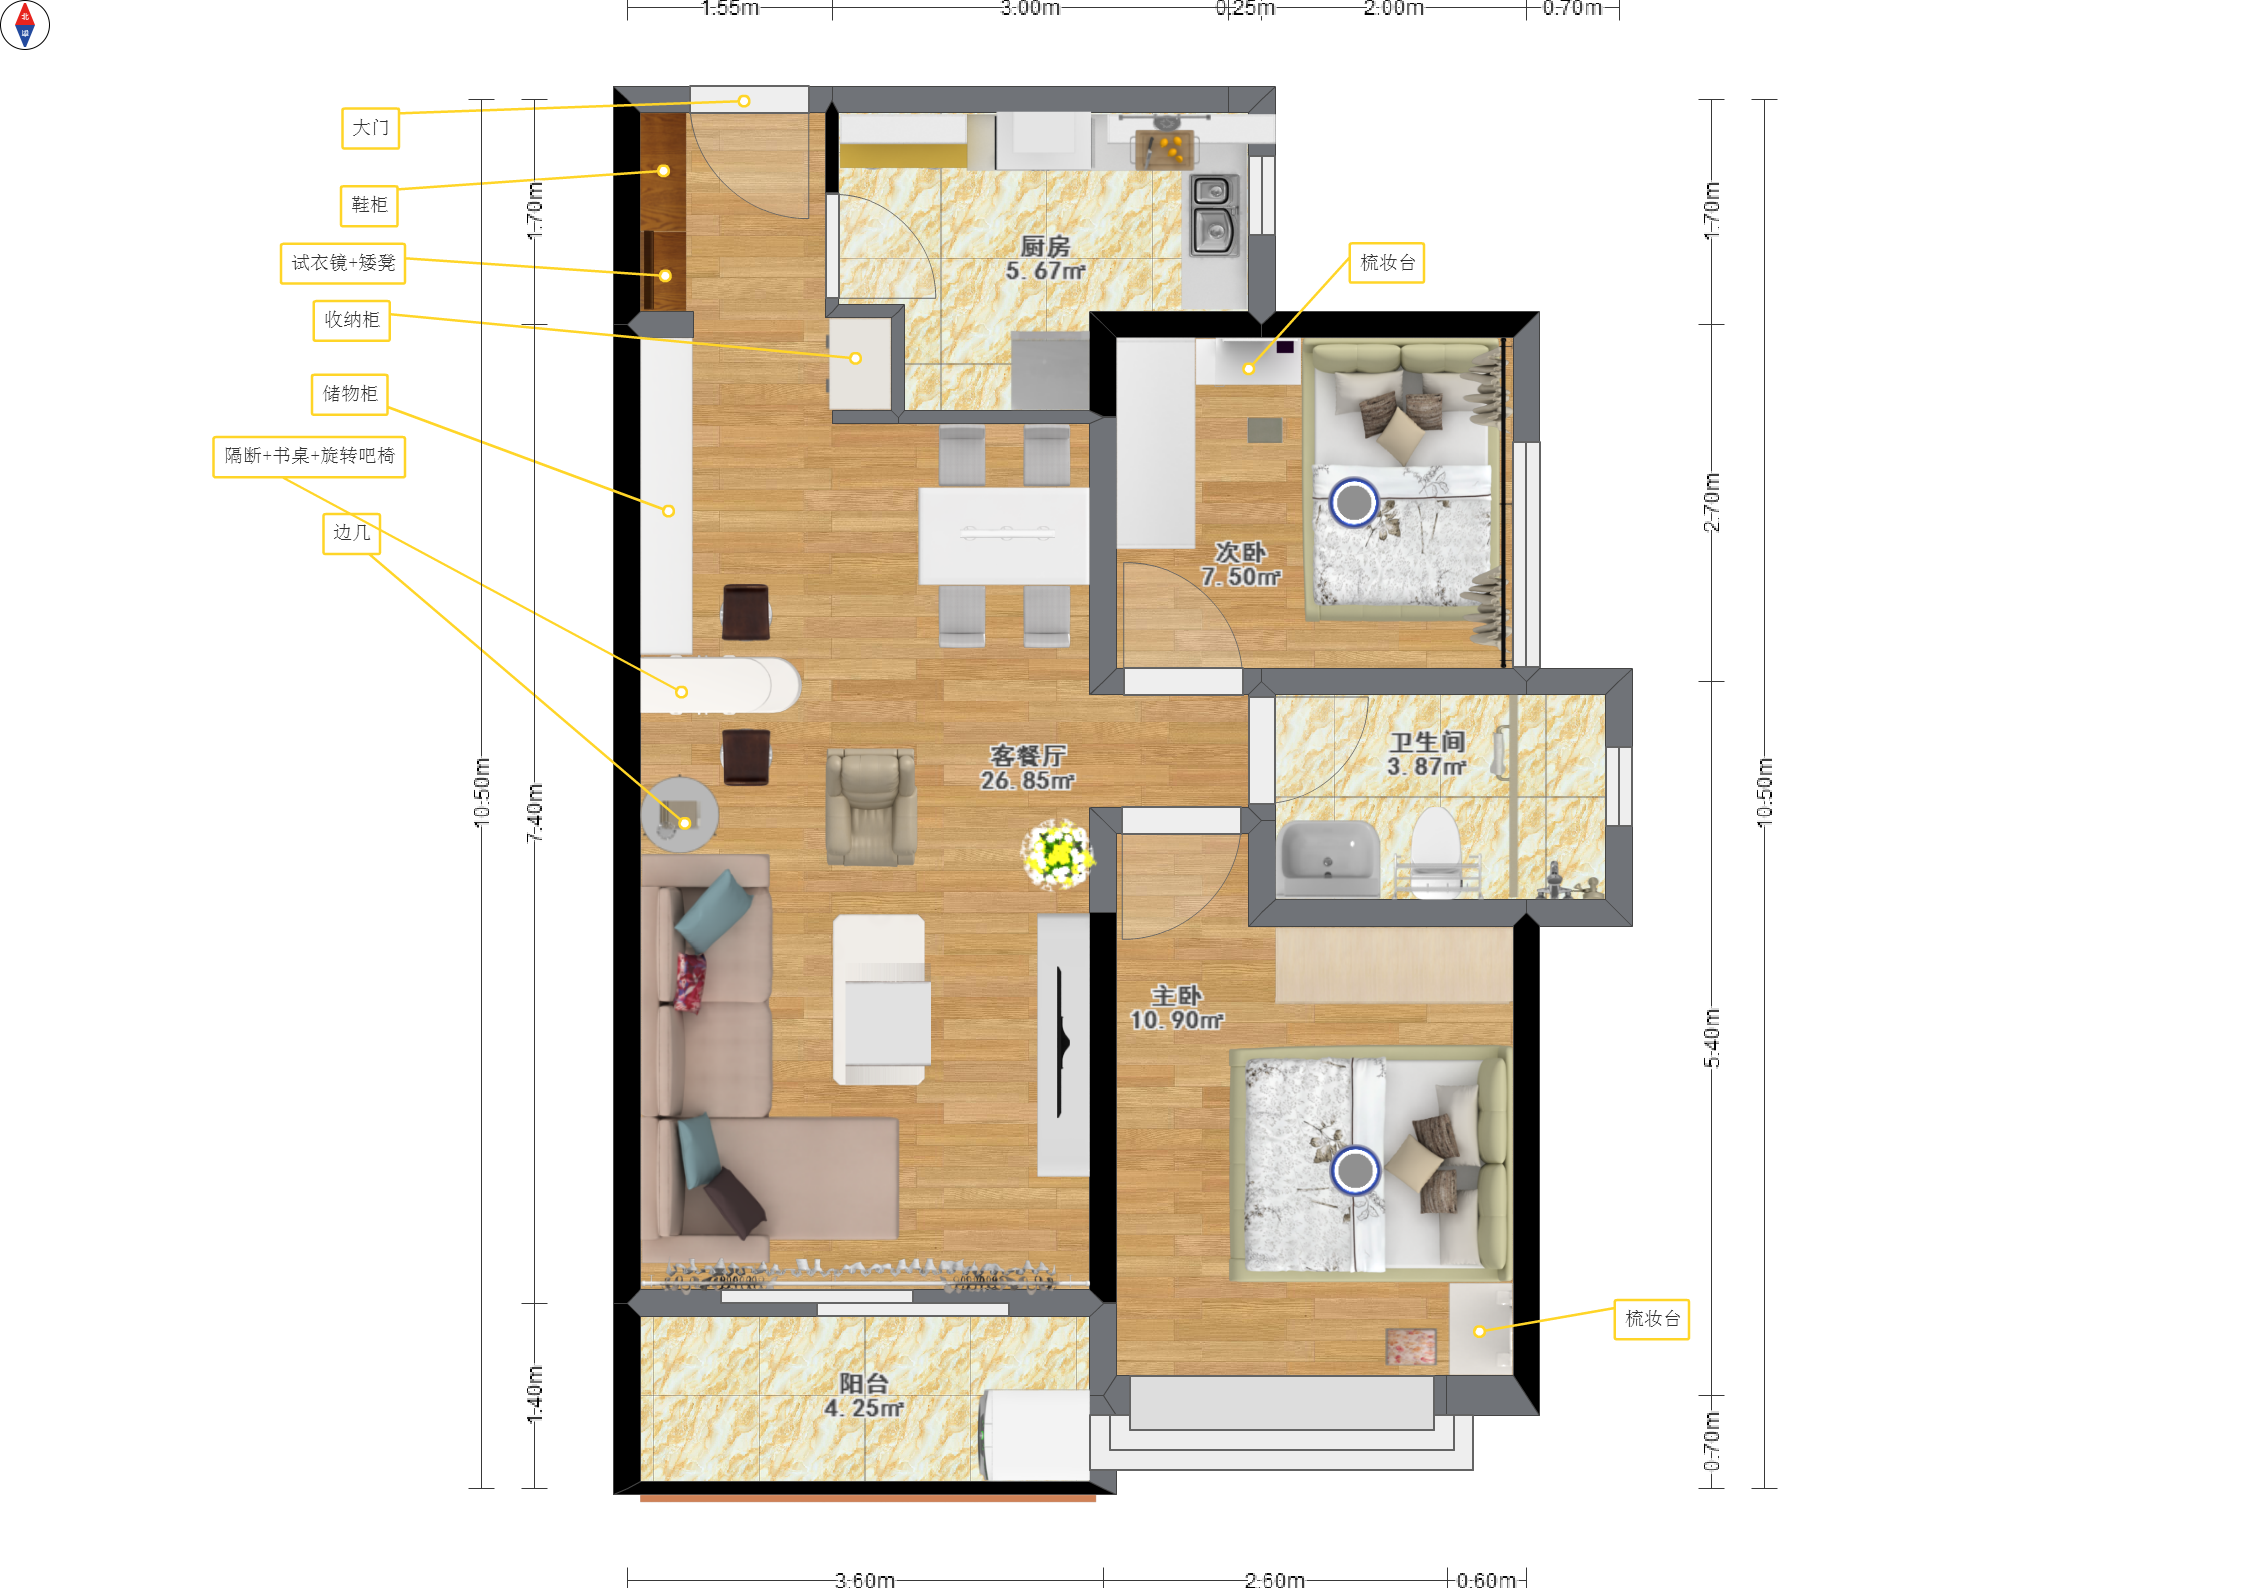 北
1.55m
3.00m
0.25m
2.00m
0.70m
大门
鞋柜
试衣镜+矮凳
收纳柜
储物柜
隔断+书桌+旋转吧椅
边几
梳妆台
梳妆台
厨房
5.67㎡
次卧
7.50㎡
客餐厅
26.85㎡
卫生间
3.87㎡
主卧
10.90㎡
阳台
4.25㎡
10.50m
1.70m
7.40m
1.40m
1.70m
2.70m
5.40m
0.70m
10.50m
3.60m
2.60m
0.60m